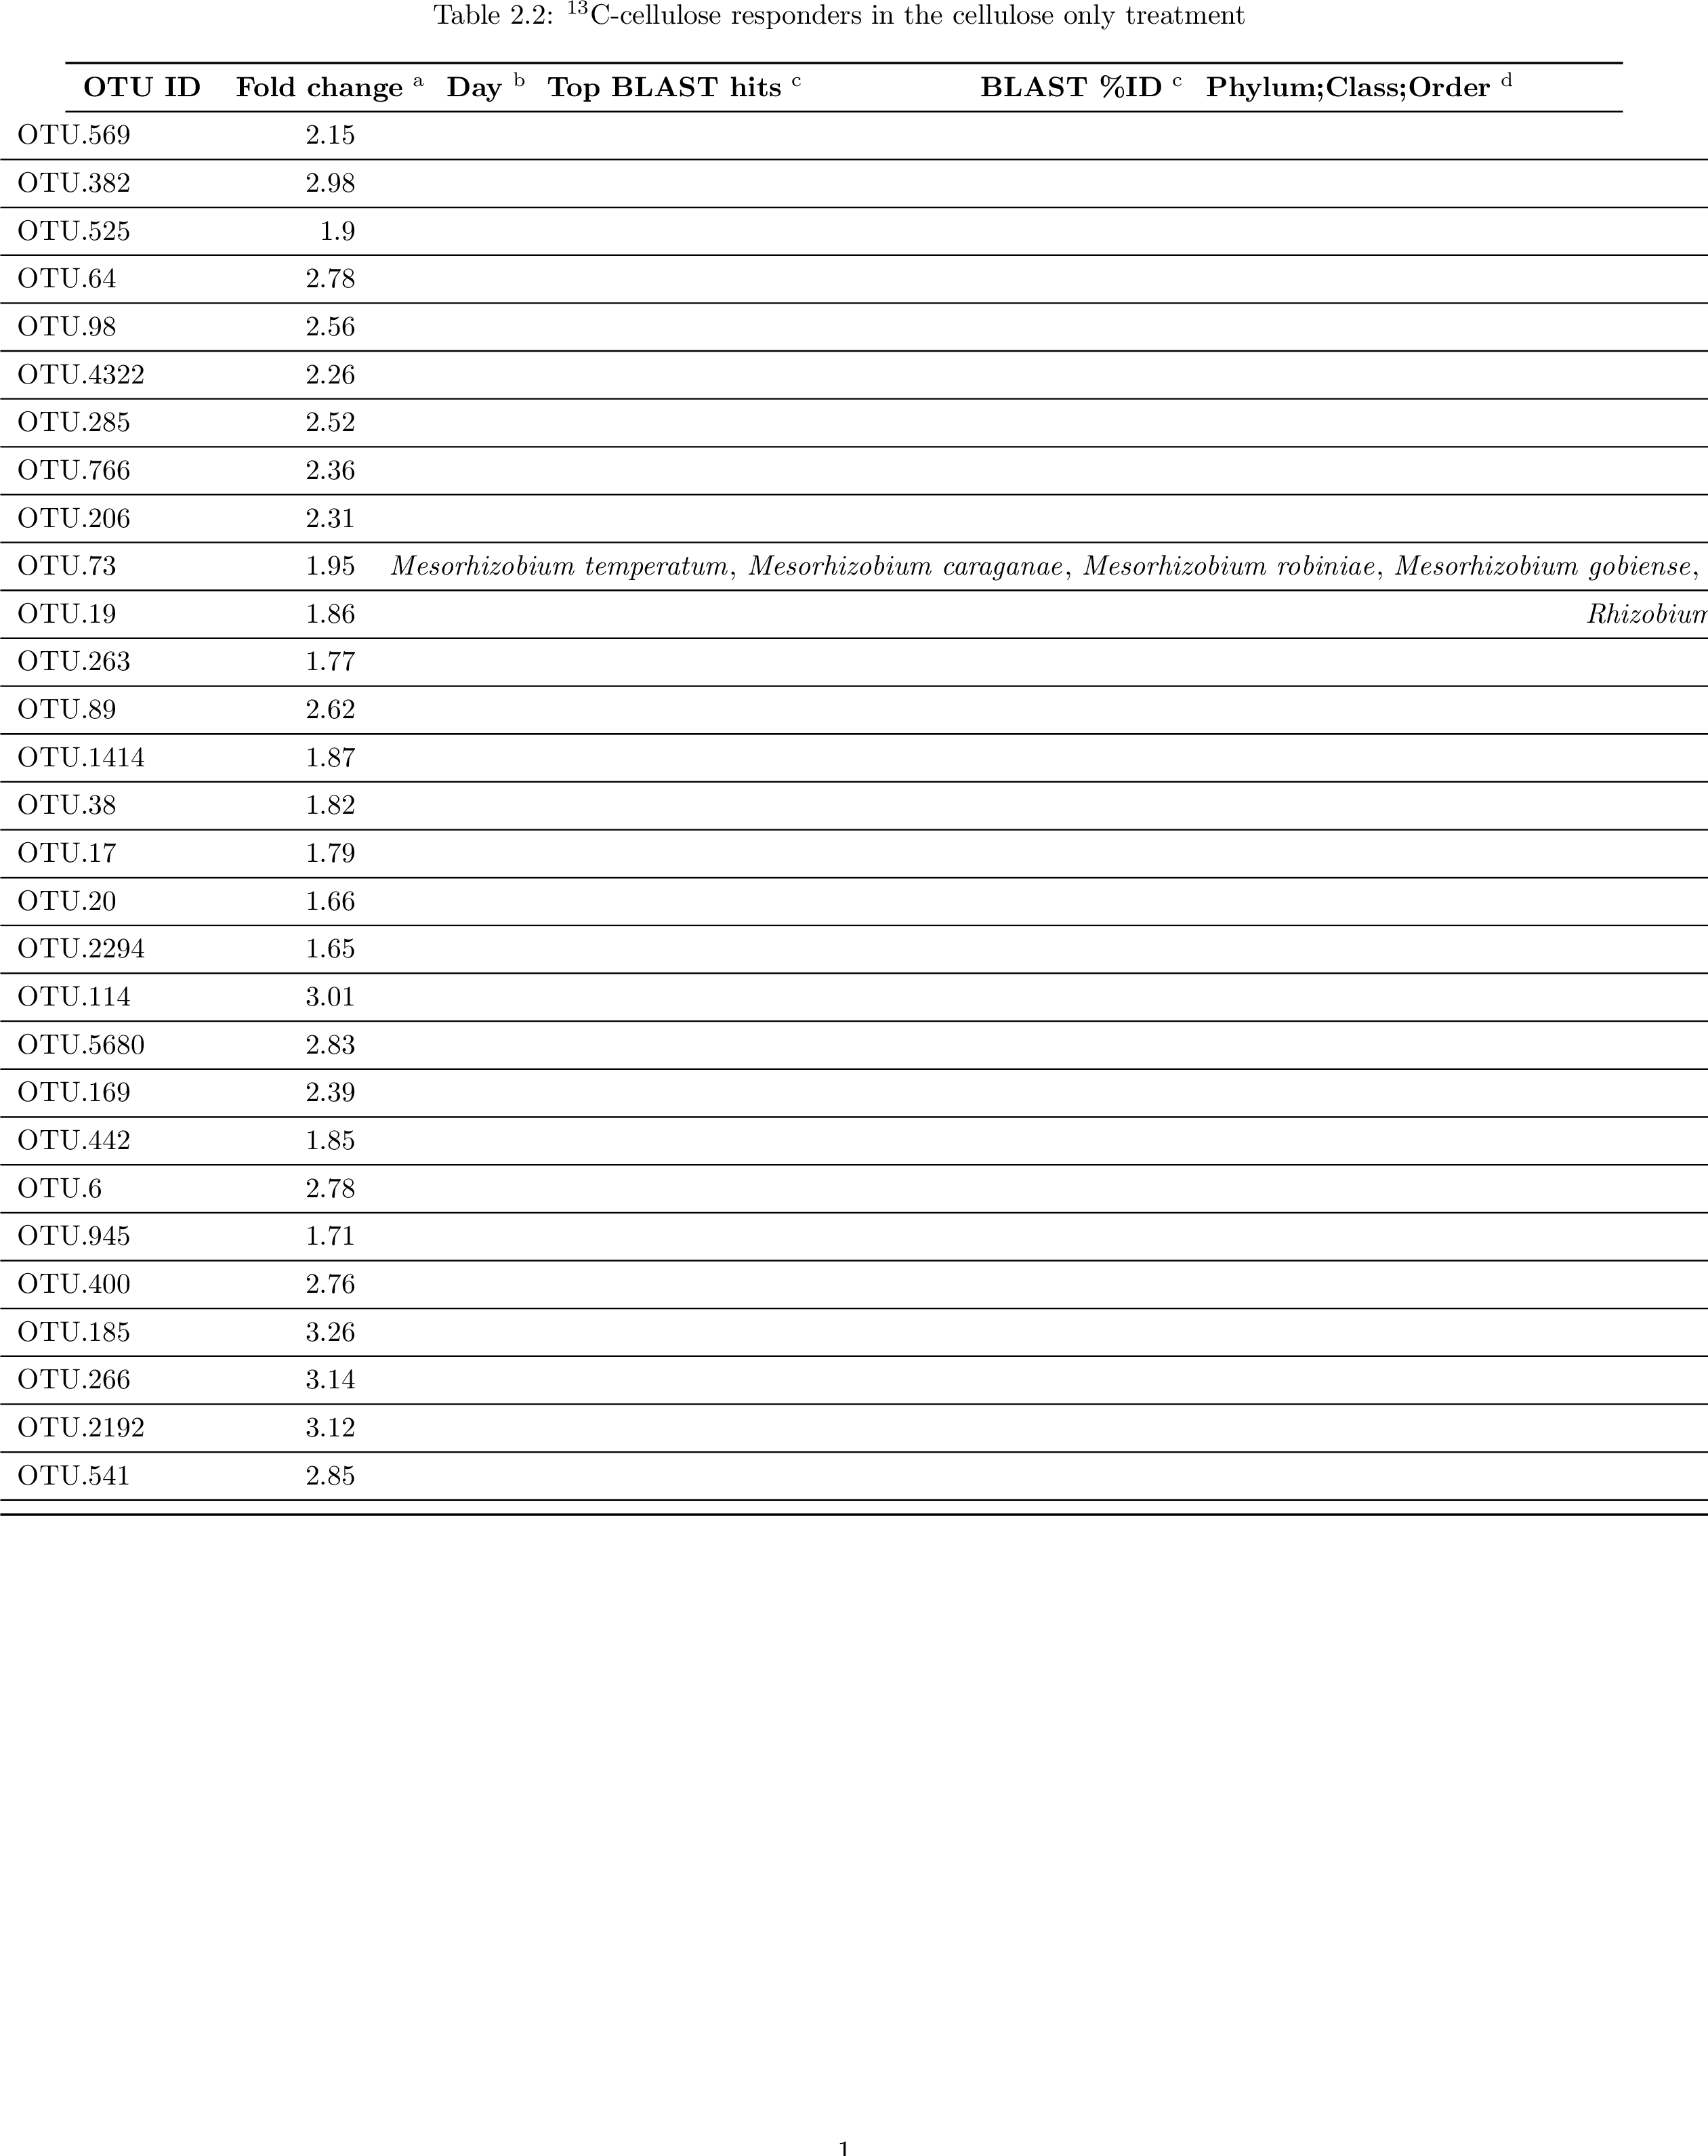 Table 2.2: ¹³C-cellulose responders in the cellulose only treatment
OTU ID Fold change ᵃ Day ᵇ Top BLAST hits ᶜ BLAST %ID ᶜ Phylum;Class;Order ᵈ
OTU.569 2.15
OTU.382 2.98
OTU.525 1.9
OTU.64 2.78
OTU.98 2.56
OTU.4322 2.26
OTU.285 2.52
OTU.766 2.36
OTU.206 2.31
OTU.73 1.95 Mesorhizobium temperatum, Mesorhizobium caraganae, Mesorhizobium robiniae, Mesorhizobium gobiense,
OTU.19 1.86 Rhizobium
OTU.263 1.77
OTU.89 2.62
OTU.1414 1.87
OTU.38 1.82
OTU.17 1.79
OTU.20 1.66
OTU.2294 1.65
OTU.114 3.01
OTU.5680 2.83
OTU.169 2.39
OTU.442 1.85
OTU.6 2.78
OTU.945 1.71
OTU.400 2.76
OTU.185 3.26
OTU.266 3.14
OTU.2192 3.12
OTU.541 2.85
1